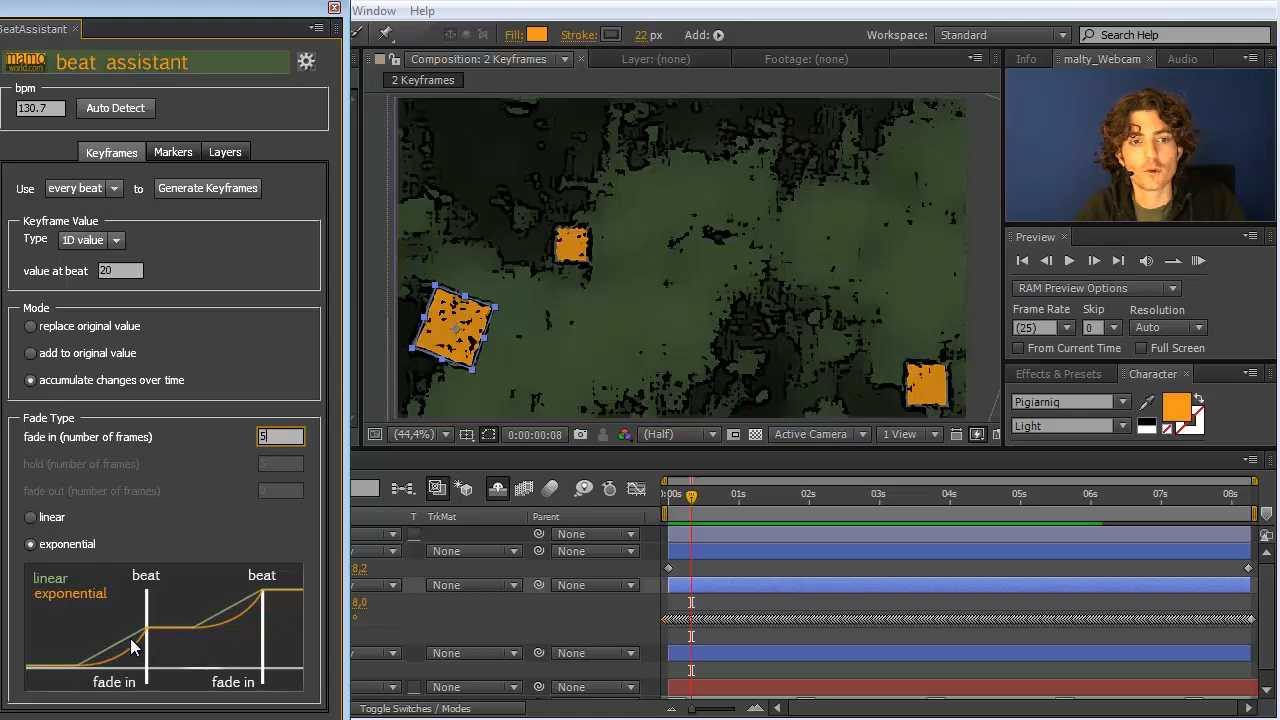 Window Help
BeatAssistant
Fill: Stroke: 22 px Add: Workspace: Standard Search Help
mamo world.com beat assistant
Composition: 2 Keyframes Layer: (none) Footage: (none) Info malty_Webcam Audio
2 Keyframes
bpm
130.7 Auto Detect
Keyframes Markers Layers
Use every beat to Generate Keyframes
Keyframe Value
Type 1D value
value at beat 20
Mode
replace original value
add to original value
accumulate changes over time
Fade Type
fade in (number of frames) 5
hold (number of frames)
fade out (number of frames)
linear
exponential
linear
exponential
beat beat
fade in fade in
Preview
RAM Preview Options
Frame Rate Skip Resolution
(25) 0 Auto
From Current Time Full Screen
Effects & Presets Character
Pigiarniq
Light
(44,4%) 0:00:00:08 (Half) Active Camera 1 View
:00s 01s 02s 03s 04s 05s 06s 07s 08s
T TrkMat Parent
None
None None
8,2
None None
8,0
None None
None None
Toggle Switches / Modes